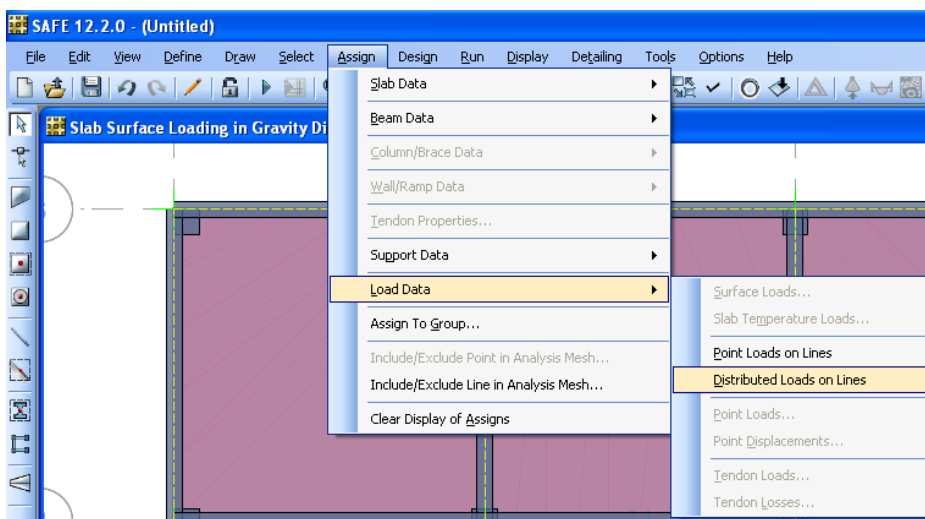 SAFE 12.2.0 - (Untitled)
File Edit View Define Draw Select Assign Design Run Display Detailing Tools Options Help
Slab Surface Loading in Gravity Di
Slab Data
Beam Data
Column/Brace Data
Wall/Ramp Data
Tendon Properties...
Support Data
Load Data
Assign To Group...
Include/Exclude Point in Analysis Mesh...
Include/Exclude Line in Analysis Mesh...
Clear Display of Assigns
Surface Loads...
Slab Temperature Loads...
Point Loads on Lines
Distributed Loads on Lines
Point Loads...
Point Displacements...
Tendon Loads...
Tendon Losses...